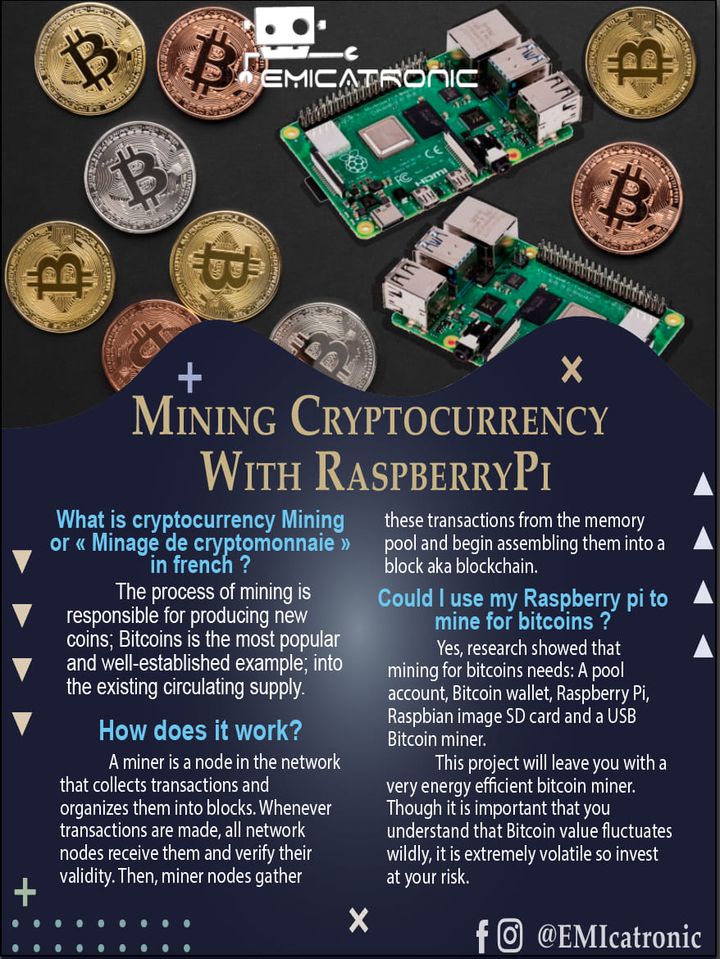 EMICATRONIC
HDMI
MINING CRYPTOCURRENCY
WITH RASPBERRYPI
What is cryptocurrency Mining
or « Minage de cryptomonnaie »
in french ?
The process of mining is
responsible for producing new
coins; Bitcoins is the most popular
and well-established example; into
the existing circulating supply.
How does it work?
A miner is a node in the network
that collects transactions and
organizes them into blocks. Whenever
transactions are made, all network
nodes receive them and verify their
validity. Then, miner nodes gather
these transactions from the memory
pool and begin assembling them into a
block aka blockchain.
Could I use my Raspberry pi to
mine for bitcoins ?
Yes, research showed that
mining for bitcoins needs: A pool
account, Bitcoin wallet, Raspberry Pi,
Raspbian image SD card and a USB
Bitcoin miner.
This project will leave you with a
very energy efficient bitcoin miner.
Though it is important that you
understand that Bitcoin value fluctuates
wildly, it is extremely volatile so invest
at your risk.
@EMIcatronic